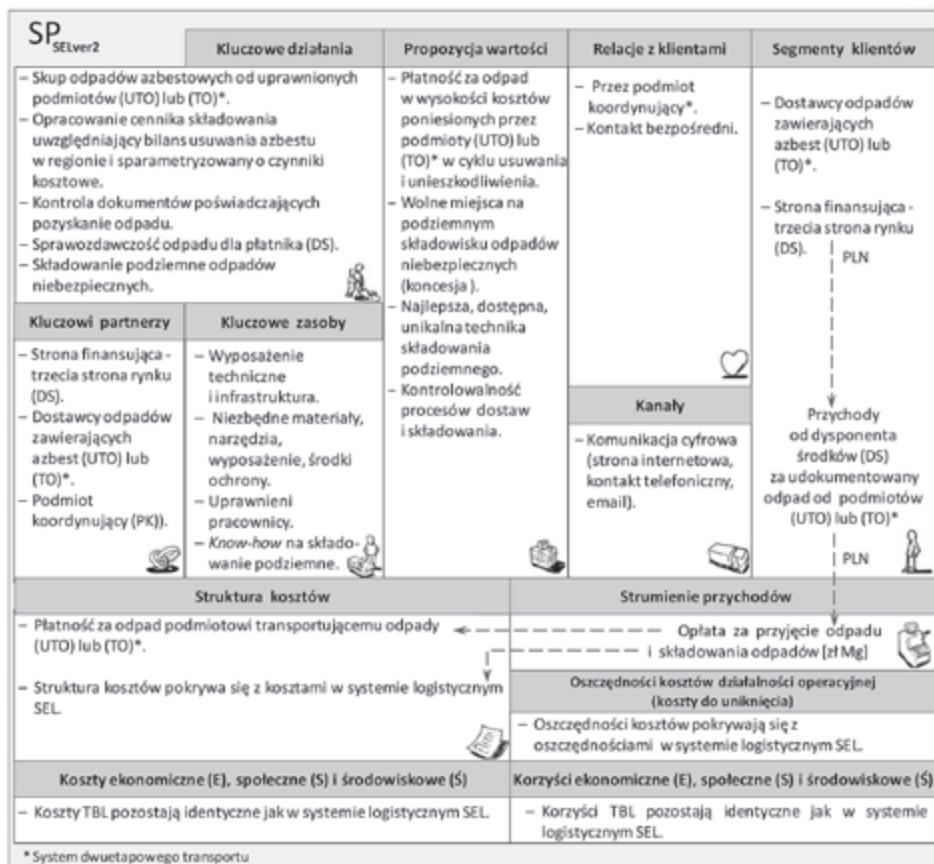 SP SELver2
Kluczowe działania
– Skup odpadów azbestowych od uprawnionych
podmiotów (UTO) lub (TO)*.
– Opracowanie cennika składowania
uwzględniający bilans usuwania azbestu
w regionie i sparametryzowany o czynniki
kosztowe.
– Kontrola dokumentów poświadczających
pozyskanie odpadu.
– Sprawozdawczość odpadu dla płatnika (DS).
– Składowanie podziemne odpadów
niebezpiecznych.
Kluczowi partnerzy
– Strona finansująca -
trzecia strona rynku
(DS).
– Dostawcy odpadów
zawierających
azbest (UTO) lub
(TO)*.
– Podmiot
koordynujący (PK)).
Kluczowe zasoby
– Wyposażenie
techniczne
i infrastruktura.
– Niezbędne materiały,
narzędzia,
wyposażenie, środki
ochrony.
– Uprawnieni
pracownicy.
– Know-how na składo-
wanie podziemne.
Propozycja wartości
– Płatność za odpad
w wysokości kosztów
poniesionych przez
podmioty (UTO) lub
(TO)* w cyklu usuwania
i unieszkodliwienia.
– Wolne miejsca na
podziemnym
składowisku odpadów
niebezpiecznych
(koncesja ).
– Najlepsza, dostępna,
unikalna technika
składowania
podziemnego.
– Kontrolowalność
procesów dostaw
i składowania.
Relacje z klientami
– Przez podmiot
koordynujący*.
– Kontakt bezpośredni.
Kanały
– Komunikacja cyfrowa
(strona internetowa,
kontakt telefoniczny,
email).
Segmenty klientów
– Dostawcy odpadów
zawierających
azbest (UTO) lub
(TO)*.
– Strona finansująca -
trzecia strona rynku
(DS).
PLN
Przychody
od dysponenta
środków (DS)
za udokumentowany
odpad od podmiotów
(UTO) lub (TO)*
PLN
Struktura kosztów
– Płatność za odpad podmiotowi transportującemu odpady
(UTO) lub (TO)*.
– Struktura kosztów pokrywa się z kosztami w systemie logistycznym
SEL.
Strumienie przychodów
Opłata za przyjęcie odpadu
i składowania odpadów [zł Mg]
Oszczędności kosztów działalności operacyjnej
(koszty do uniknięcia)
– Oszczędności kosztów pokrywają się z
oszczędnościami w systemie logistycznym SEL.
Koszty ekonomiczne (E), społeczne (S) i środowiskowe (Ś)
– Koszty TBL pozostają identyczne jak w systemie logistycznym SEL.
Korzyści ekonomiczne (E), społeczne (S) i środowiskowe (Ś)
– Korzyści TBL pozostają identyczne jak w systemie
logistycznym SEL.
* System dwuetapowego transportu